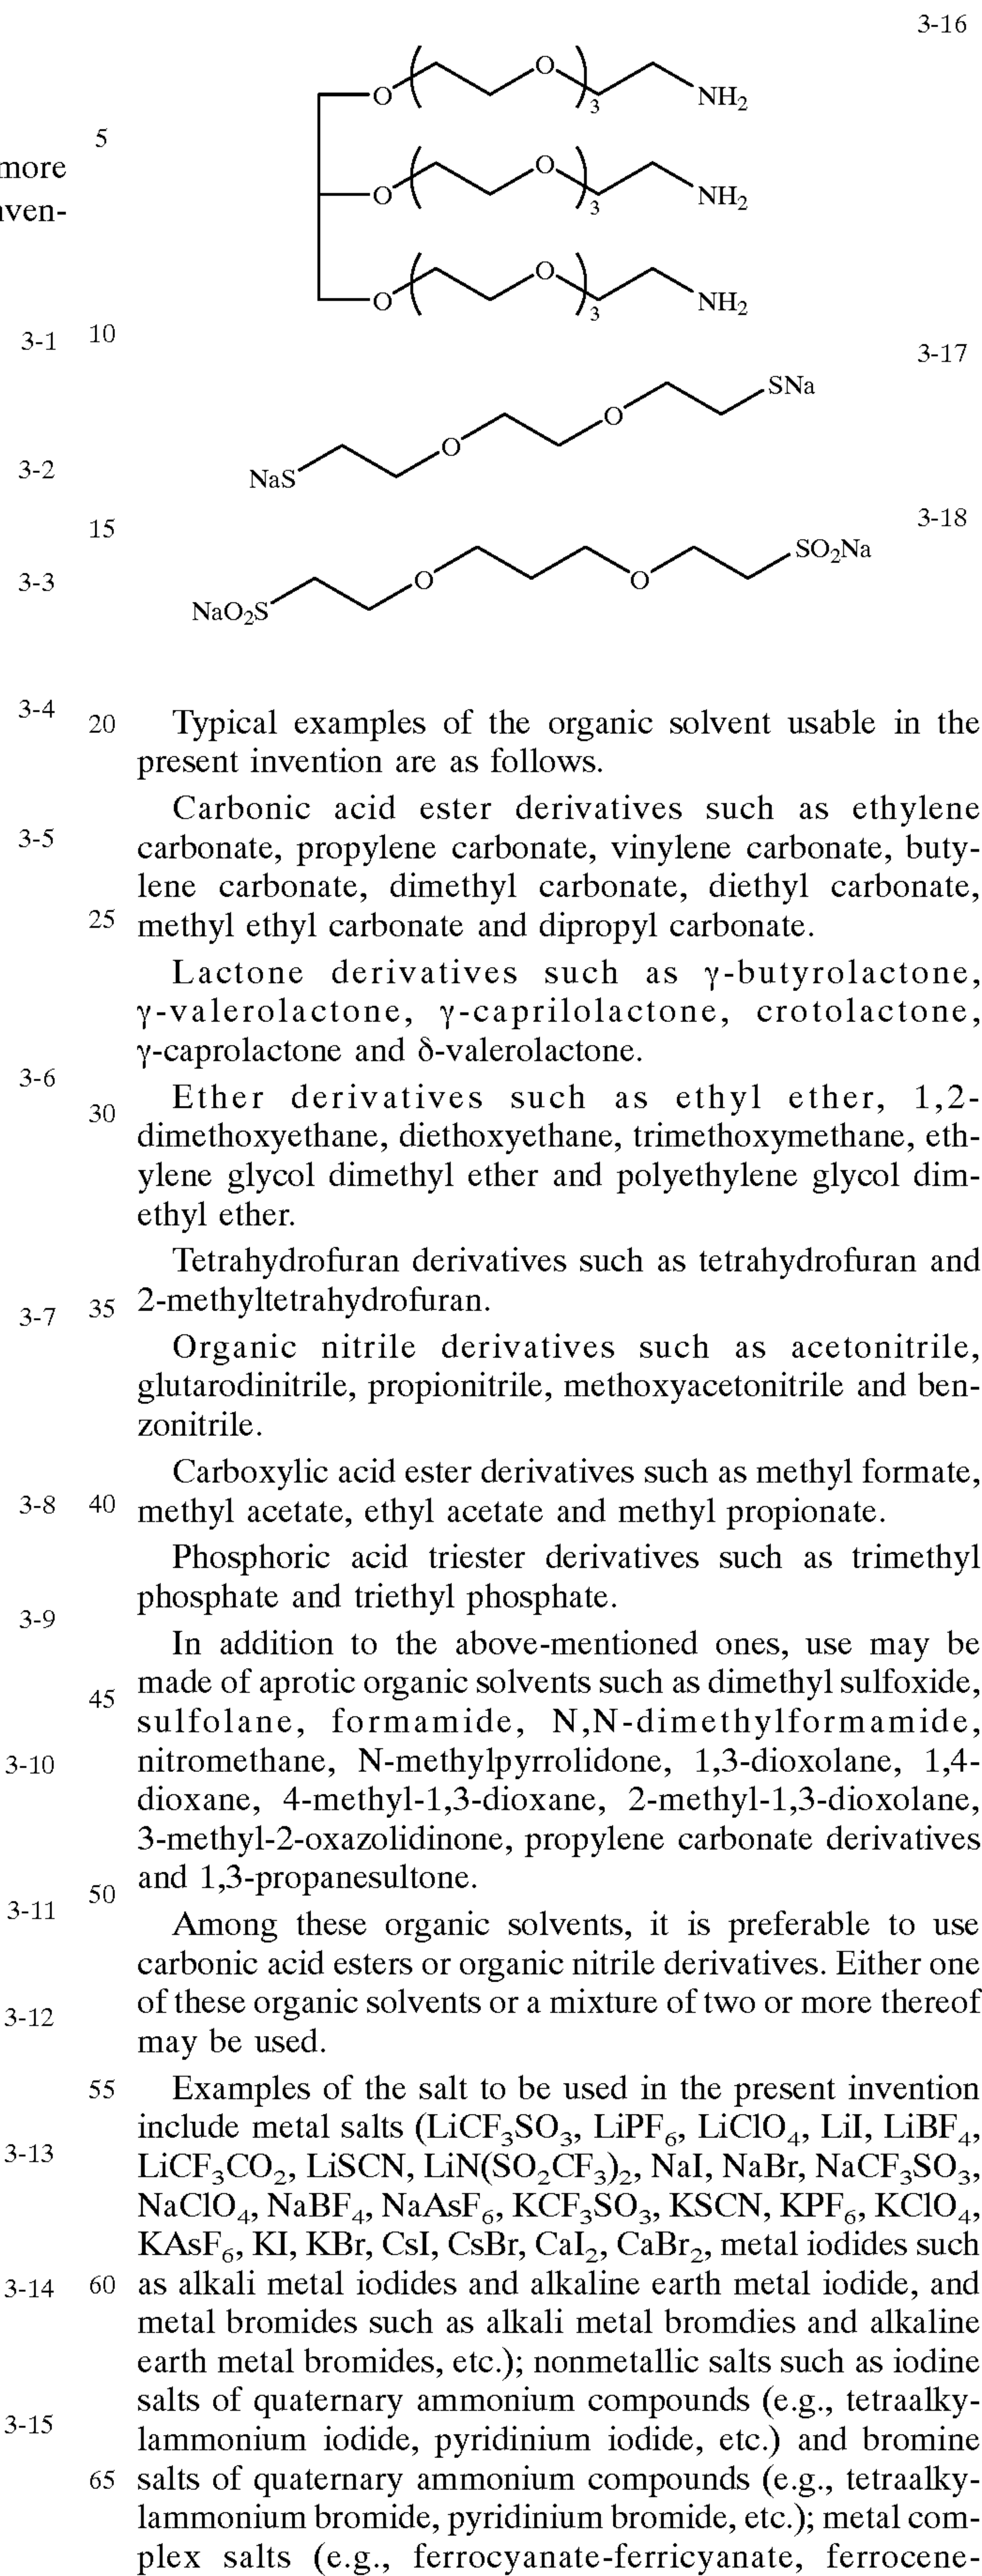 more
nven-
3-1
3-2
3-3
3-4
3-5
3-6
3-7
3-8
3-9
3-10
3-11
3-12
3-13
3-14
3-15
5
10
15
20
25
30
35
40
45
50
55
60
65
3-16
O O 3 NH₂
O O 3 NH₂
O O 3 NH₂
3-17
SNa
O
O
NaS
3-18
SO₂Na
O O
NaO₂S
Typical examples of the organic solvent usable in the
present invention are as follows.
Carbonic acid ester derivatives such as ethylene
carbonate, propylene carbonate, vinylene carbonate, buty-
lene carbonate, dimethyl carbonate, diethyl carbonate,
methyl ethyl carbonate and dipropyl carbonate.
Lactone derivatives such as γ-butyrolactone,
γ-valerolactone, γ-caprilolactone, crotolactone,
γ-caprolactone and δ-valerolactone.
Ether derivatives such as ethyl ether, 1,2-
dimethoxyethane, diethoxyethane, trimethoxymethane, eth-
ylene glycol dimethyl ether and polyethylene glycol dim-
ethyl ether.
Tetrahydrofuran derivatives such as tetrahydrofuran and
2-methyltetrahydrofuran.
Organic nitrile derivatives such as acetonitrile,
glutarodinitrile, propionitrile, methoxyacetonitrile and ben-
zonitrile.
Carboxylic acid ester derivatives such as methyl formate,
methyl acetate, ethyl acetate and methyl propionate.
Phosphoric acid triester derivatives such as trimethyl
phosphate and triethyl phosphate.
In addition to the above-mentioned ones, use may be
made of aprotic organic solvents such as dimethyl sulfoxide,
sulfolane, formamide, N,N-dimethylformamide,
nitromethane, N-methylpyrrolidone, 1,3-dioxolane, 1,4-
dioxane, 4-methyl-1,3-dioxane, 2-methyl-1,3-dioxolane,
3-methyl-2-oxazolidinone, propylene carbonate derivatives
and 1,3-propanesultone.
Among these organic solvents, it is preferable to use
carbonic acid esters or organic nitrile derivatives. Either one
of these organic solvents or a mixture of two or more thereof
may be used.
Examples of the salt to be used in the present invention
include metal salts (LiCF₃SO₃, LiPF₆, LiClO₄, LiI, LiBF₄,
LiCF₃CO₂, LiSCN, LiN(SO₂CF₃)₂, NaI, NaBr, NaCF₃SO₃,
NaClO₄, NaBF₄, NaAsF₆, KCF₃SO₃, KSCN, KPF₆, KClO₄,
KAsF₆, KI, KBr, CsI, CsBr, CaI₂, CaBr₂, metal iodides such
as alkali metal iodides and alkaline earth metal iodide, and
metal bromides such as alkali metal bromdies and alkaline
earth metal bromides, etc.); nonmetallic salts such as iodine
salts of quaternary ammonium compounds (e.g., tetraalky-
lammonium iodide, pyridinium iodide, etc.) and bromine
salts of quaternary ammonium compounds (e.g., tetraalky-
lammonium bromide, pyridinium bromide, etc.); metal com-
plex salts (e.g., ferrocyanate-ferricyanate, ferrocene-